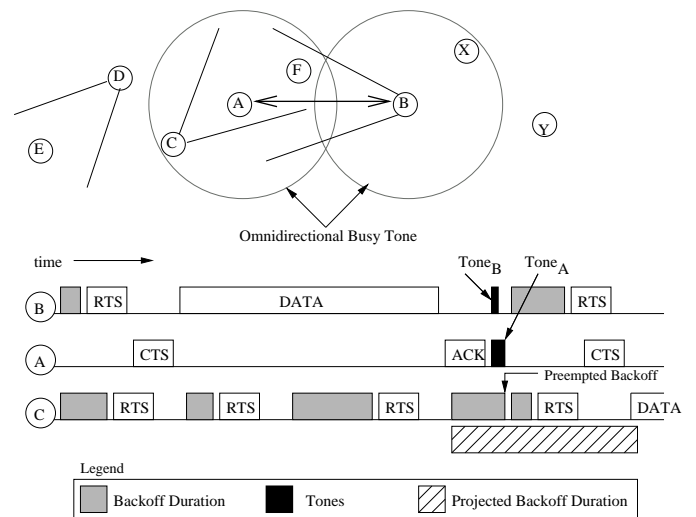 X
D
F
A
B
Y
C
E
Omnidirectional Busy Tone
time
Tone B
Tone A
B
RTS
DATA
RTS
A
CTS
ACK
CTS
Preempted Backoff
C
RTS
RTS
RTS
RTS
DATA
Legend
Backoff Duration
Tones
Projected Backoff Duration